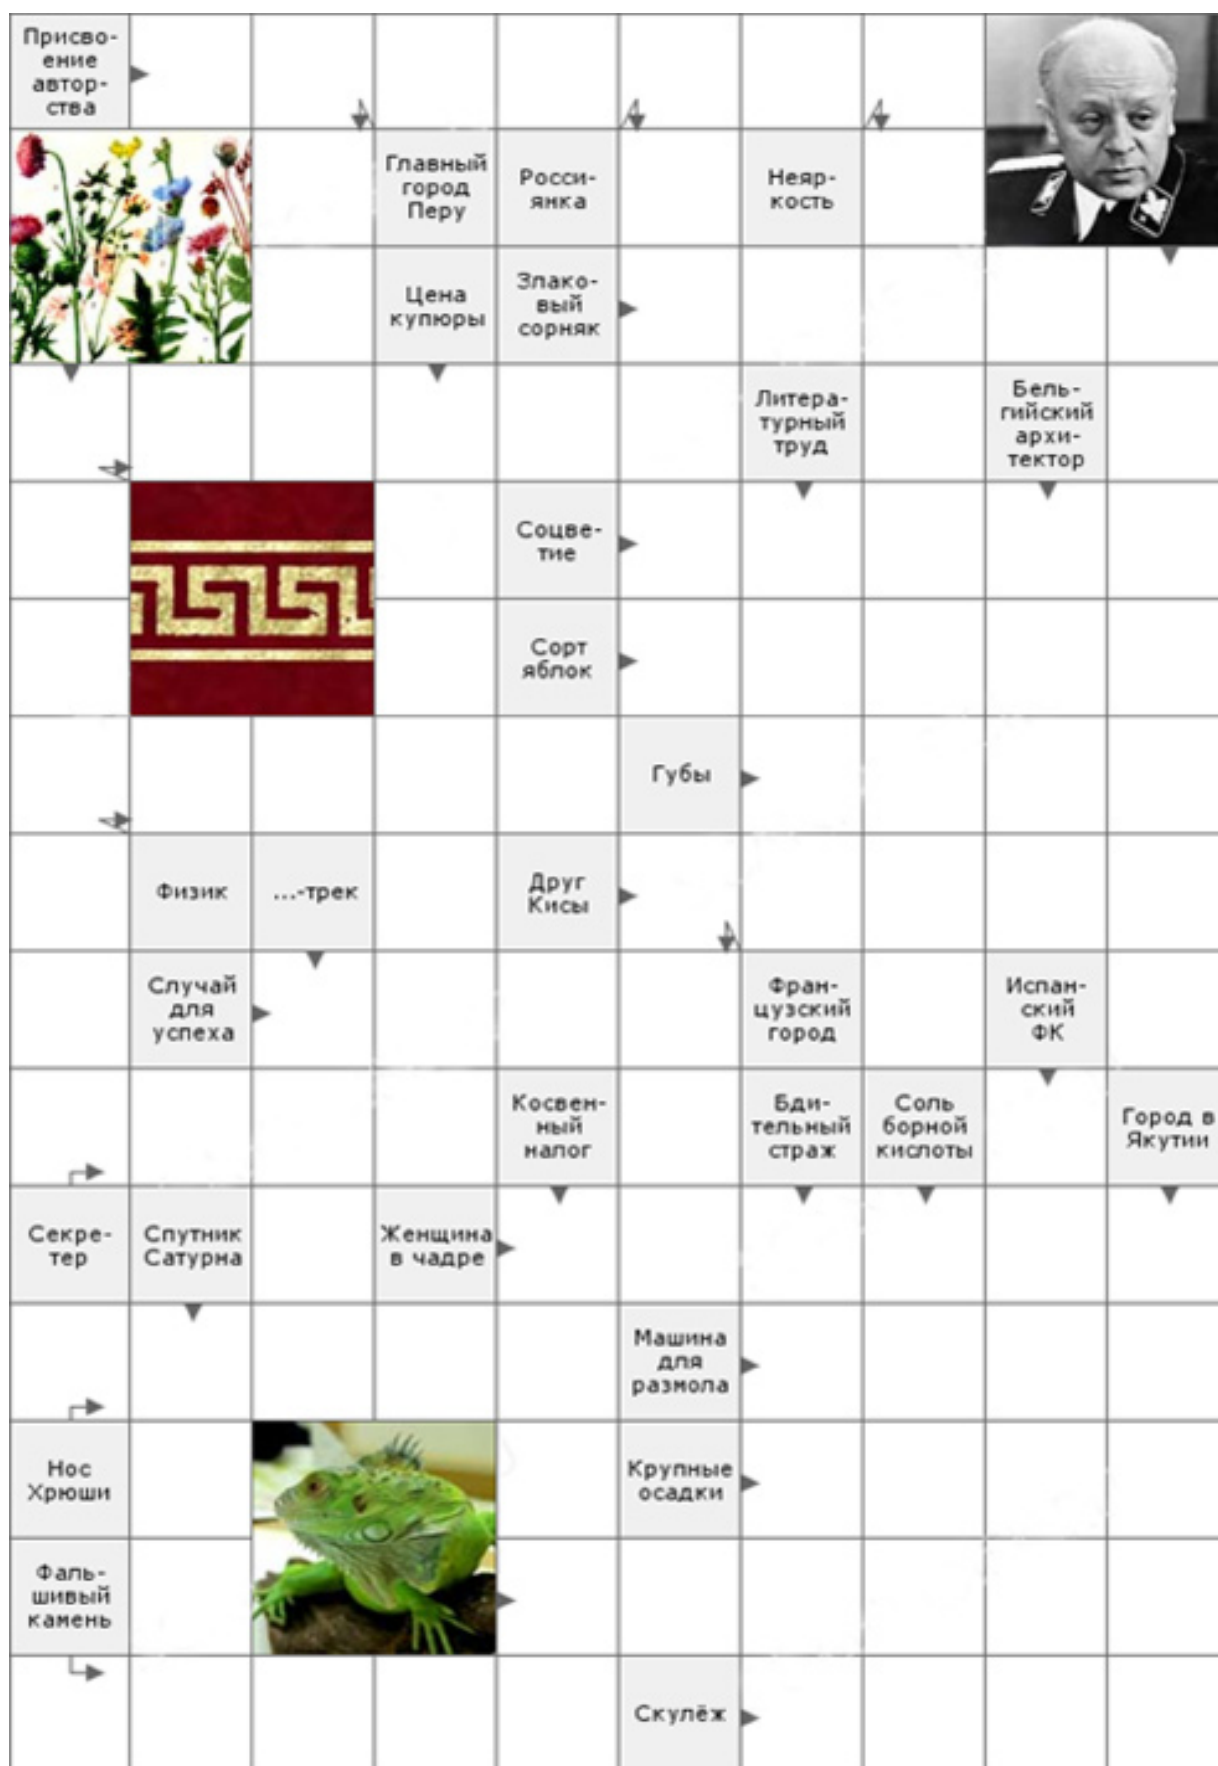 Присво-
ение
автор-
ства
Главный
город
Перу
Росси-
янка
Неяр-
кость
Цена
купюры
Злако-
вый
сорняк
Литера-
турный
труд
Бель-
гийский
архи-
тектор
Соцве-
тие
Сорт
яблок
Губы
Физик
...-трек
Друг
Кисы
Случай
для
успеха
Фран-
цузский
город
Испан-
ский
ФК
Косвен-
ный
налог
Бди-
тельный
страж
Соль
борной
кислоты
Город в
Якутии
Секре-
тер
Спутник
Сатурна
Женщина
в чадре
Машина
для
размола
Нос
Хрюши
Крупные
осадки
Фаль-
шивый
камень
Скулёж